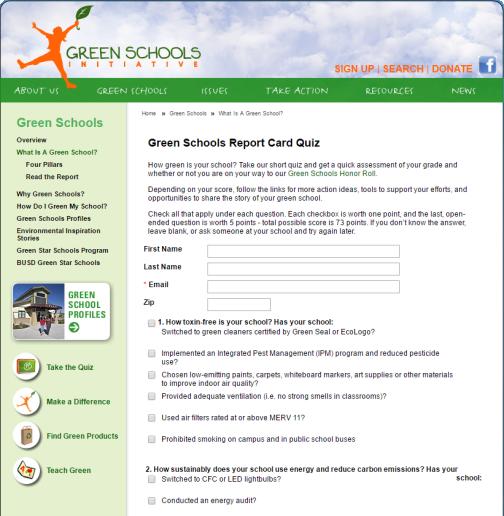 GREEN SCHOOLS
INITIATIVE
SIGN UP | SEARCH | DONATE f
ABOUT US GREEN SCHOOLS ISSUES TAKE ACTION RESOURCES NEWS
Green Schools
Overview
What Is A Green School?
Four Pillars
Read the Report
Why Green Schools?
How Do I Green My School?
Green Schools Profiles
Environmental Inspiration
Stories
Green Star Schools Program
BUSD Green Star Schools
GREEN
SCHOOL
PROFILES
Take the Quiz
Make a Difference
Find Green Products
Teach Green
Home » Green Schools » What Is A Green School?
Green Schools Report Card Quiz
How green is your school? Take our short quiz and get a quick assessment of your grade and
whether or not you are on your way to our Green Schools Honor Roll.
Depending on your score, follow the links for more action ideas, tools to support your efforts, and
opportunities to share the story of your green school.
Check all that apply under each question. Each checkbox is worth one point, and the last, open-
ended question is worth 5 points - total possible score is 73 points. If you don't know the answer,
leave blank, or ask someone at your school and try again later.
First Name
Last Name
* Email
Zip
1. How toxin-free is your school? Has your school:
Switched to green cleaners certified by Green Seal or EcoLogo?
Implemented an Integrated Pest Management (IPM) program and reduced pesticide
use?
Chosen low-emitting paints, carpets, whiteboard markers, art supplies or other materials
to improve indoor air quality?
Provided adequate ventilation (i.e. no strong smells in classrooms)?
Used air filters rated at or above MERV 11?
Prohibited smoking on campus and in public school buses
2. How sustainably does your school use energy and reduce carbon emissions? Has your
school:
Switched to CFC or LED lightbulbs?
Conducted an energy audit?